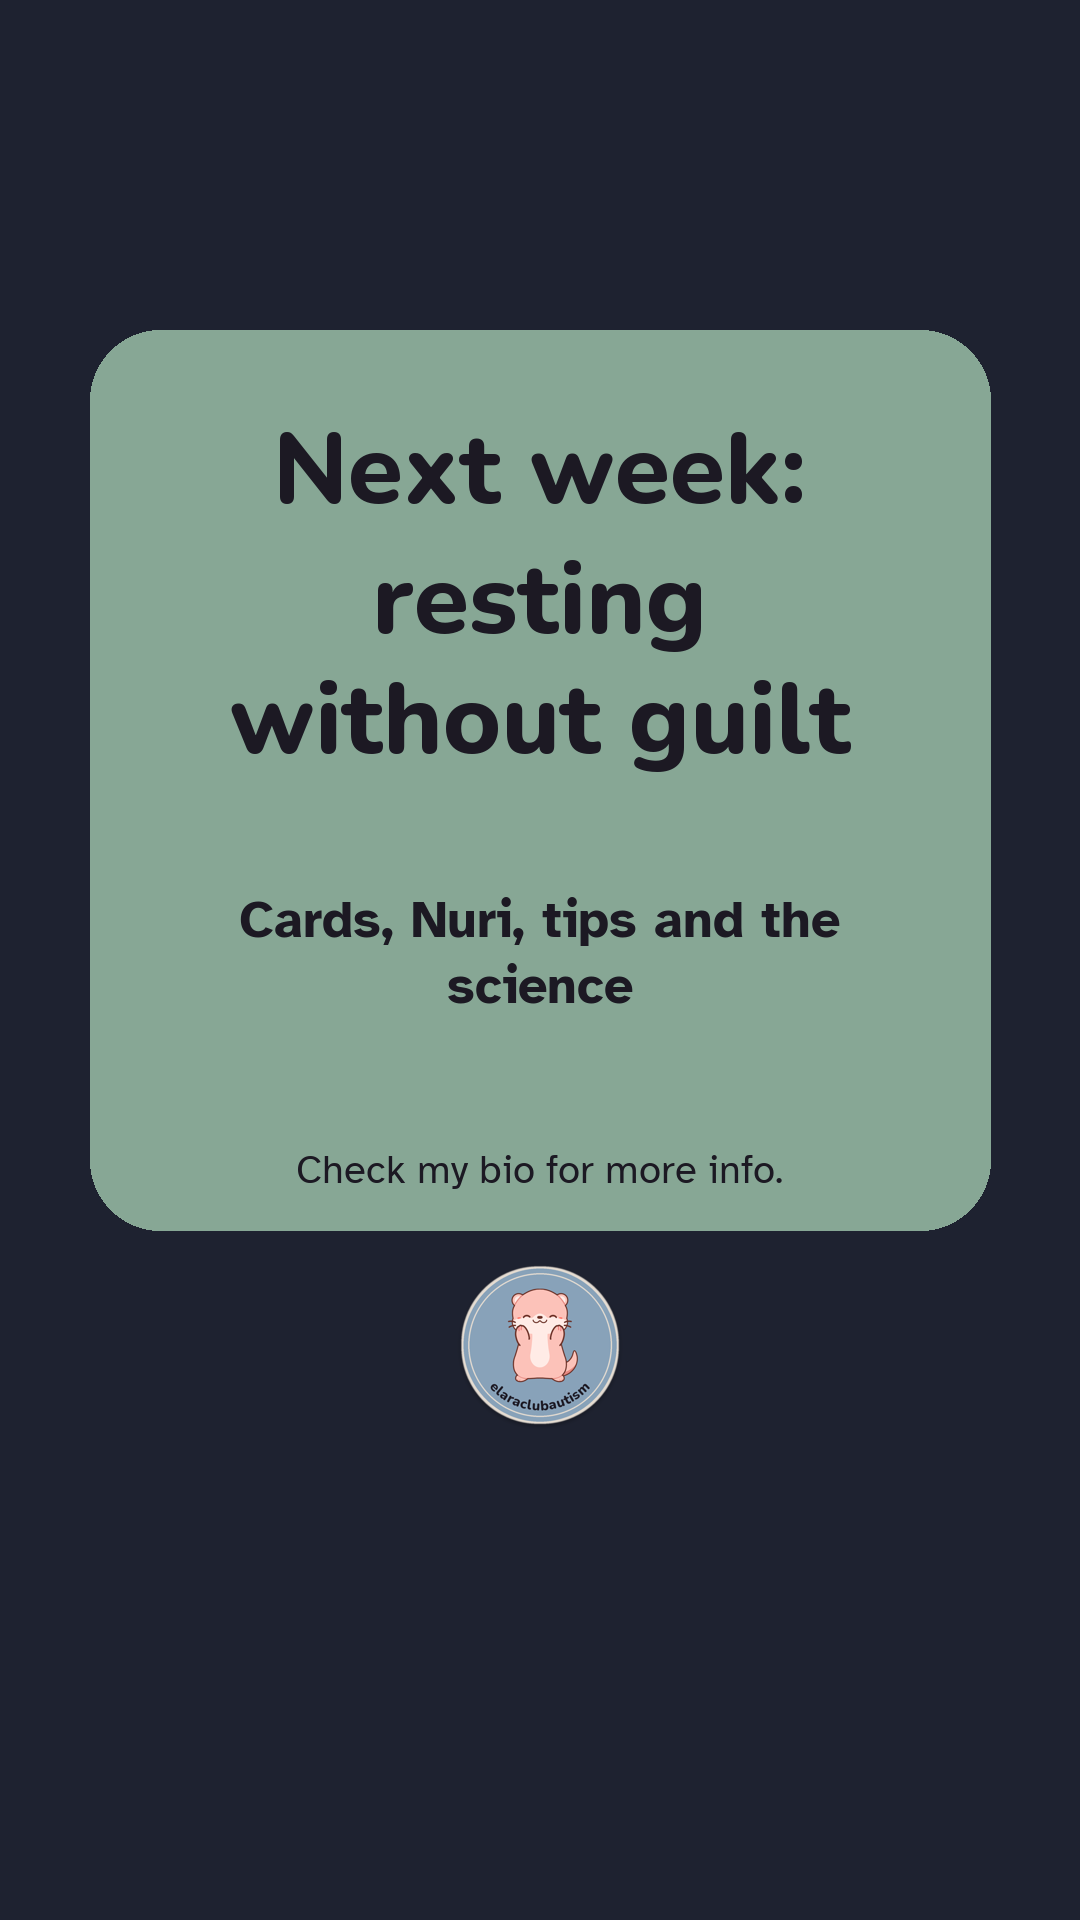 Next week:
resting
without guilt
Cards, Nuri, tips and the
science
Check my bio for more info.
elaraclubautism